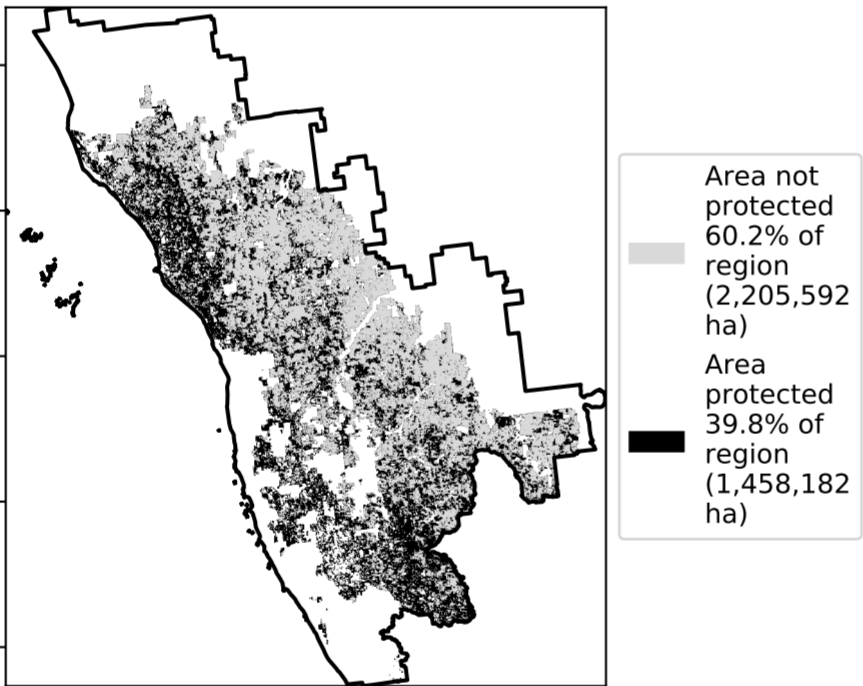 Area not
protected
60.2% of
region
(2,205,592
ha)
Area
protected
39.8% of
region
(1,458,182
ha)